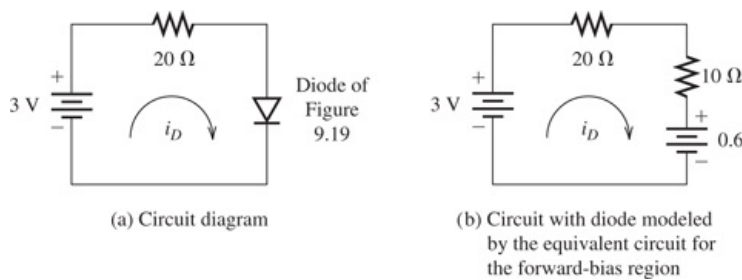 20 Ω
+
3 V
−
i_D
Diode of
Figure
9.19
(a) Circuit diagram
20 Ω
+
3 V
−
i_D
10 Ω
+
0.6
−
(b) Circuit with diode modeled
by the equivalent circuit for
the forward-bias region